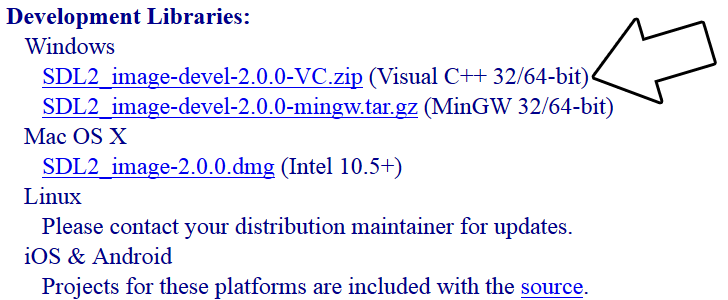 Development Libraries:
Windows
SDL2_image-devel-2.0.0-VC.zip (Visual C++ 32/64-bit)
SDL2_image-devel-2.0.0-mingw.tar.gz (MinGW 32/64-bit)
Mac OS X
SDL2_image-2.0.0.dmg (Intel 10.5+)
Linux
Please contact your distribution maintainer for updates.
iOS & Android
Projects for these platforms are included with the source.